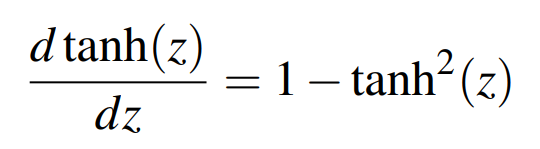 d tanh(z) / dz = 1 − tanh²(z)